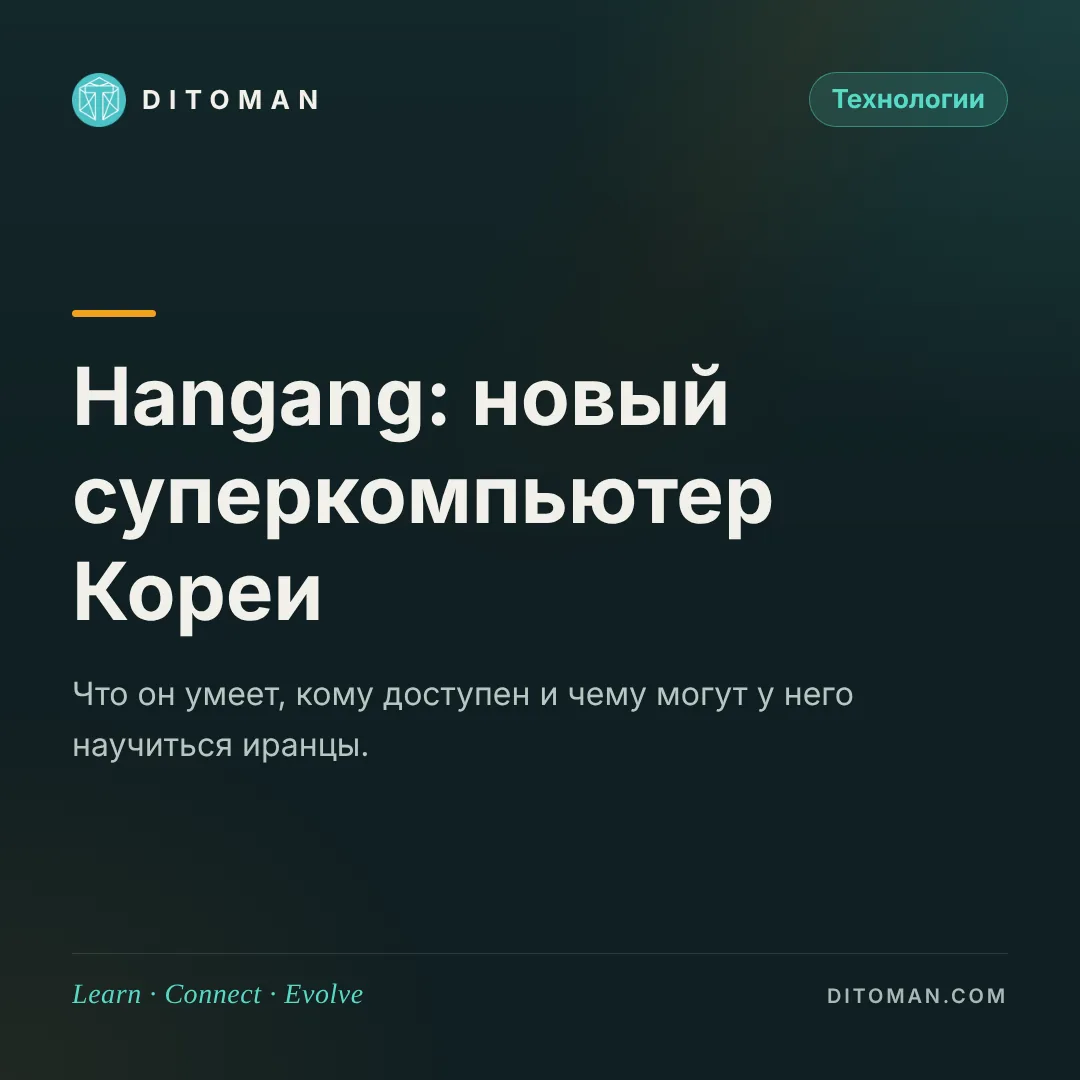 DITOMAN
Технологии
Hangang: новый
суперкомпьютер
Кореи
Что он умеет, кому доступен и чему могут у него
научиться иранцы.
Learn · Connect · Evolve
DITOMAN.COM